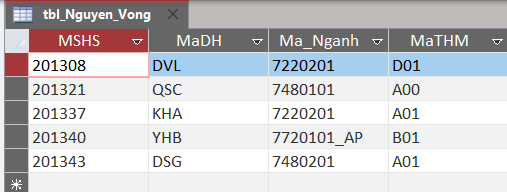 tbl_Nguyen_Vong
MSHS MaDH Ma_Nganh MaTHM
201308 DVL 7220201 D01
201321 QSC 7480101 A00
201337 KHA 7220201 A01
201340 YHB 7720101_AP B01
201343 DSG 7480201 A01